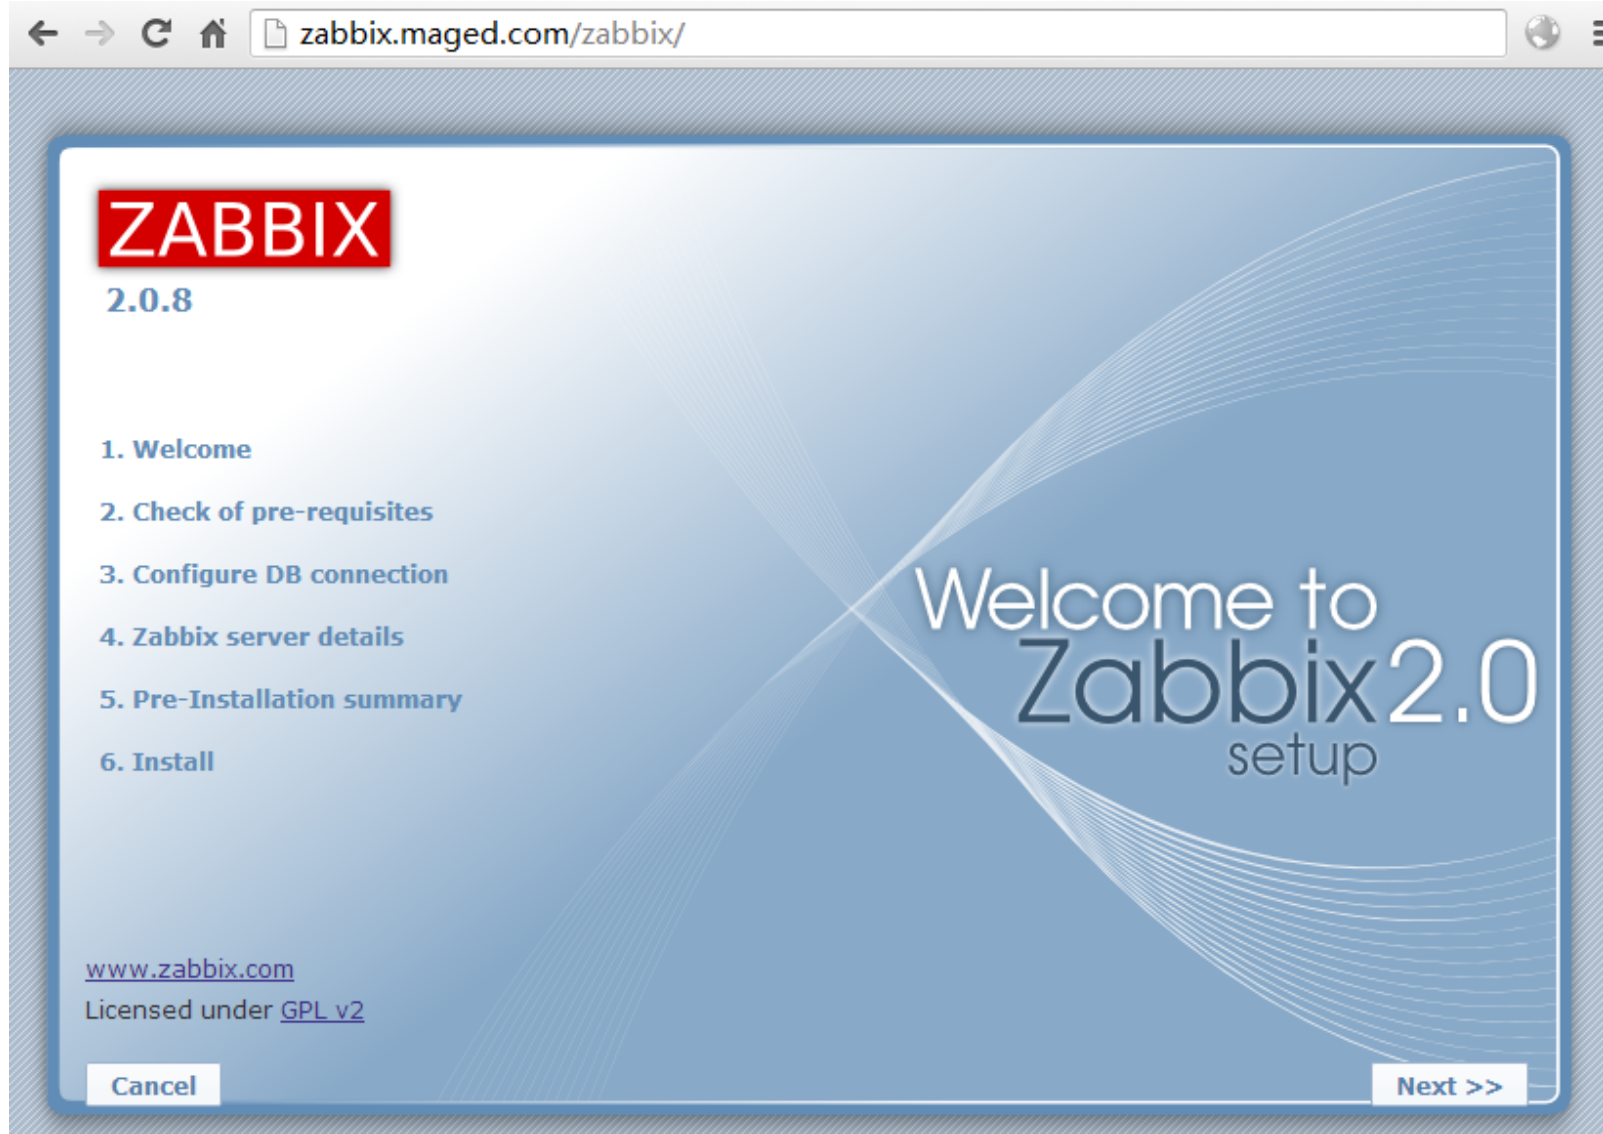 zabbix.maged.com/zabbix/
ZABBIX
2.0.8
1. Welcome
2. Check of pre-requisites
3. Configure DB connection
4. Zabbix server details
5. Pre-Installation summary
6. Install
Welcome to
Zabbix 2.0
setup
www.zabbix.com
Licensed under GPL v2
Cancel
Next >>